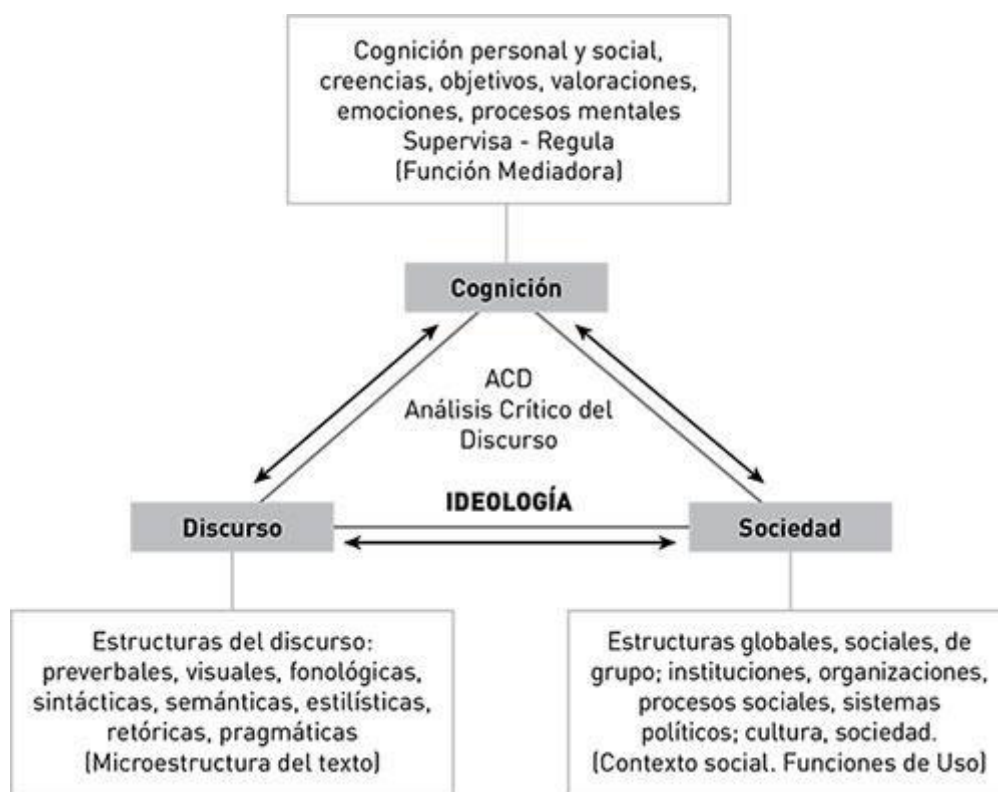 Cognición personal y social,
creencias, objetivos, valoraciones,
emociones, procesos mentales
Supervisa - Regula
(Función Mediadora)
Cognición
ACD
Análisis Crítico del
Discurso
IDEOLOGÍA
Discurso
Sociedad
Estructuras del discurso:
preverbales, visuales, fonológicas,
sintácticas, semánticas, estilísticas,
retóricas, pragmáticas
(Microestructura del texto)
Estructuras globales, sociales, de
grupo; instituciones, organizaciones,
procesos sociales, sistemas
políticos; cultura, sociedad.
(Contexto social. Funciones de Uso)